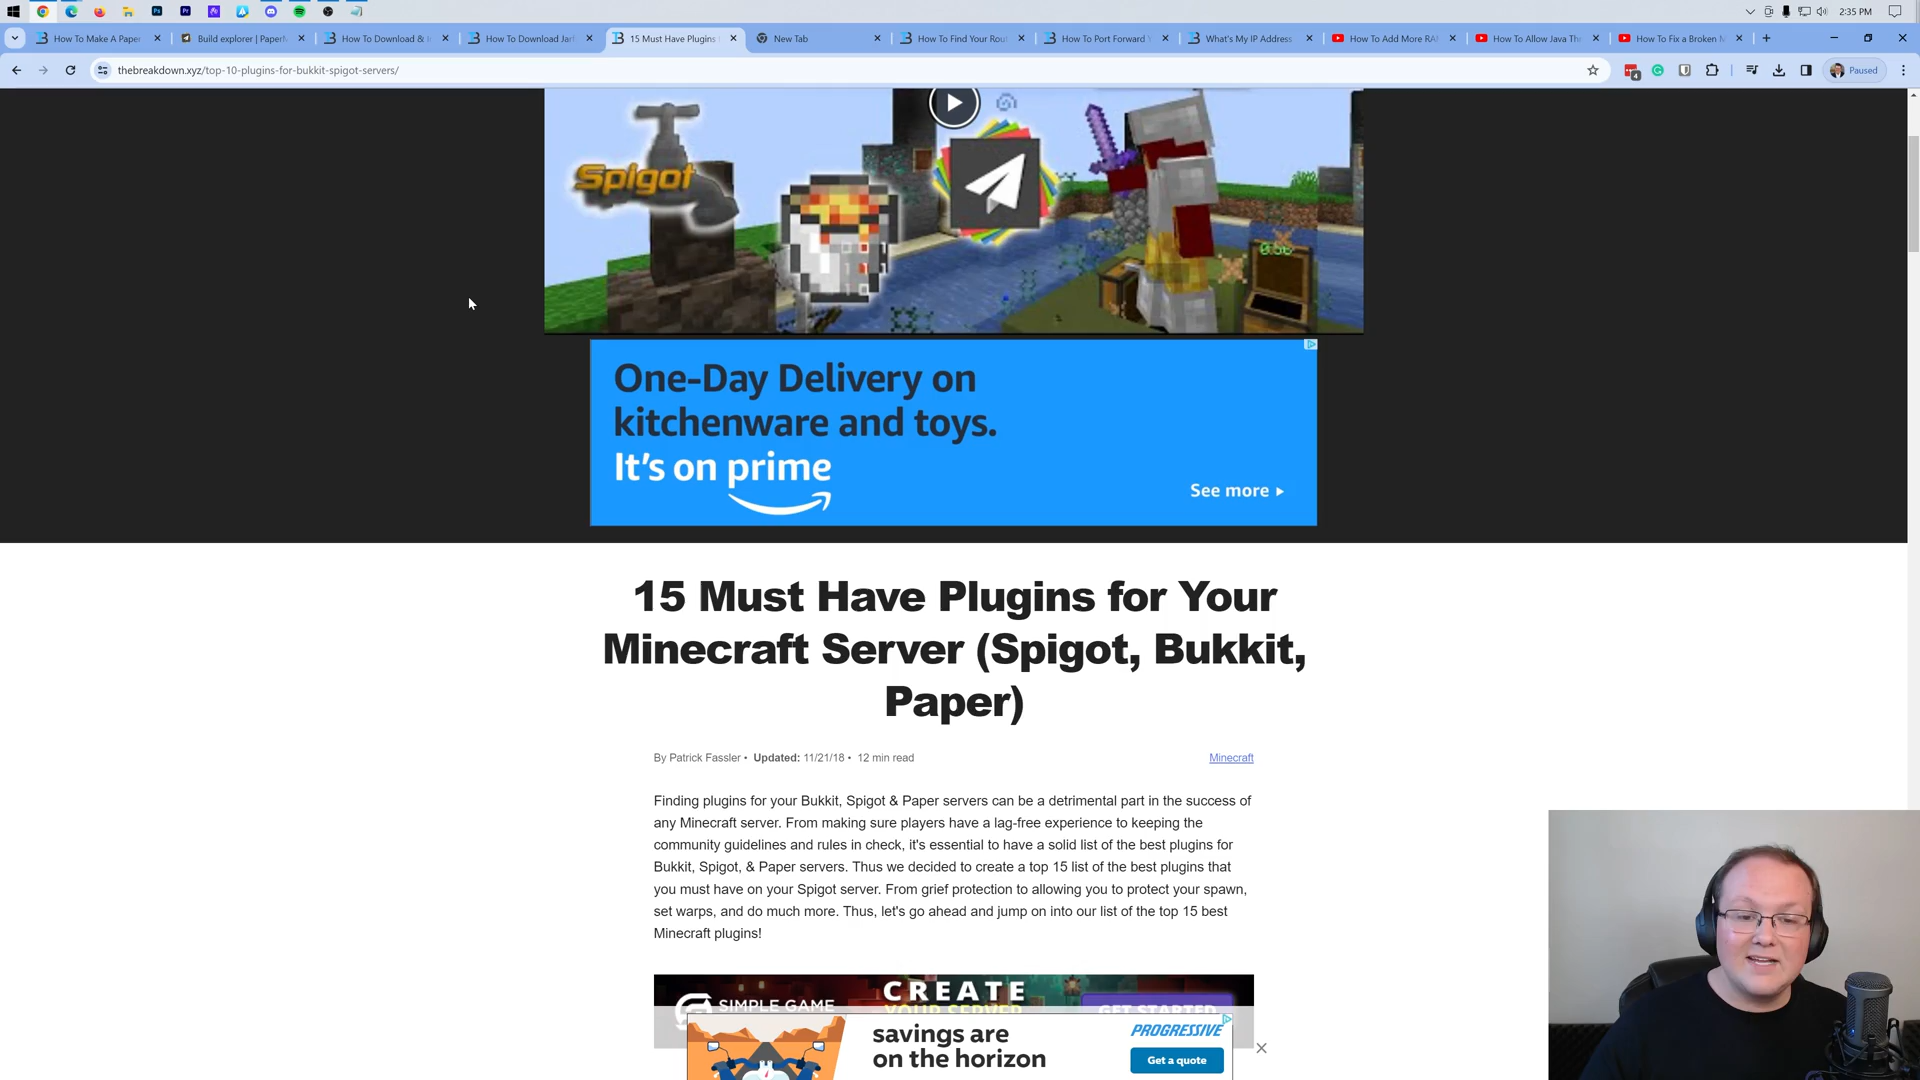 2:35 PM
How To Make A Paper
Build explorer | PaperM
How To Download & I
How To Download Jarf
15 Must Have Plugins
New Tab
How To Find Your Rout
How To Port Forward
What's My IP Address
How To Add More RA
How To Allow Java Th
How To Fix a Broken
thebreakdown.xyz/top-10-plugins-for-bukkit-spigot-servers/
Paused
Spigot
One-Day Delivery on
kitchenware and toys.
It's on prime
See more
15 Must Have Plugins for Your
Minecraft Server (Spigot, Bukkit,
Paper)
By Patrick Fassler • Updated: 11/21/18 • 12 min read
Minecraft
Finding plugins for your Bukkit, Spigot & Paper servers can be a detrimental part in the success of
any Minecraft server. From making sure players have a lag-free experience to keeping the
community guidelines and rules in check, it's essential to have a solid list of the best plugins for
Bukkit, Spigot, & Paper servers. Thus we decided to create a top 15 list of the best plugins that
you must have on your Spigot server. From grief protection to allowing you to protect your spawn,
set warps, and do much more. Thus, let's go ahead and jump on into our list of the top 15 best
Minecraft plugins!
SIMPLE GAME
CREATE
YOUR SERVER
GET STARTED
savings are
on the horizon
PROGRESSIVE
Get a quote